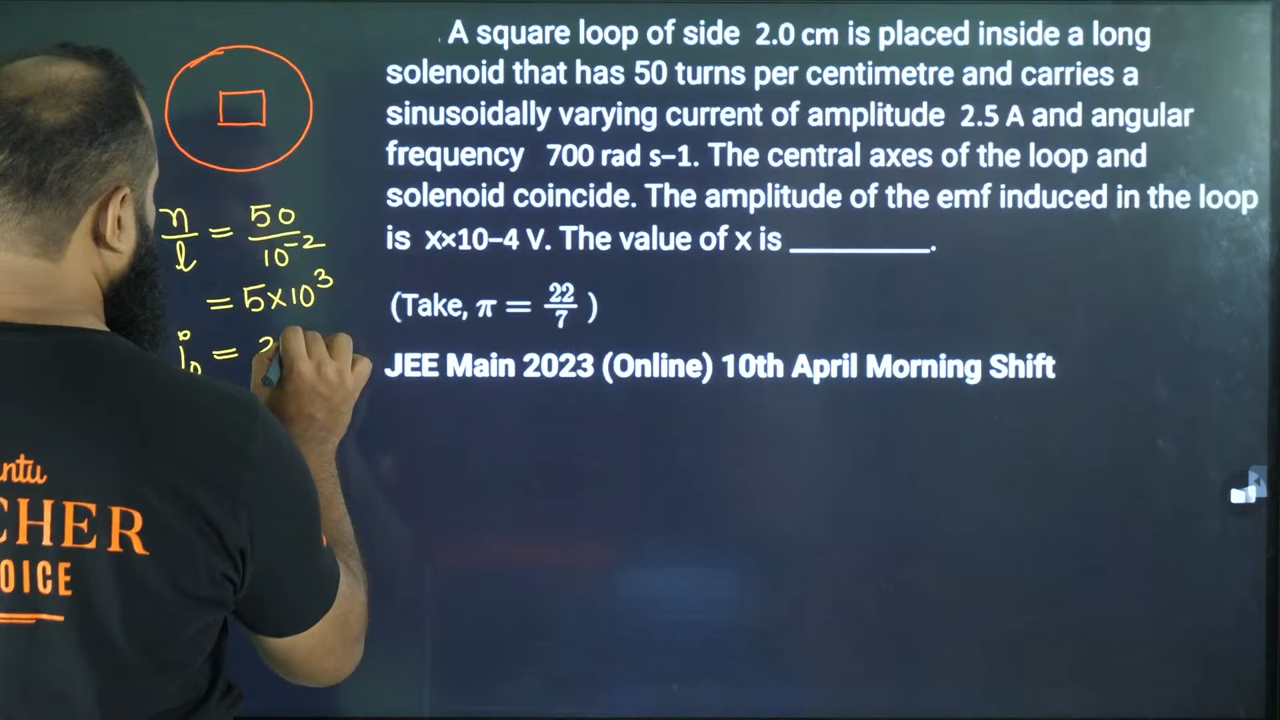 A square loop of side 2.0 cm is placed inside a long
solenoid that has 50 turns per centimetre and carries a
sinusoidally varying current of amplitude 2.5 A and angular
frequency 700 rad s−1. The central axes of the loop and
solenoid coincide. The amplitude of the emf induced in the loop
is x×10−4 V. The value of x is ________.
(Take, π = 22/7 )
JEE Main 2023 (Online) 10th April Morning Shift
n/l = 50/10^-2
= 5×10^3
i₀ =
CHER
OICE